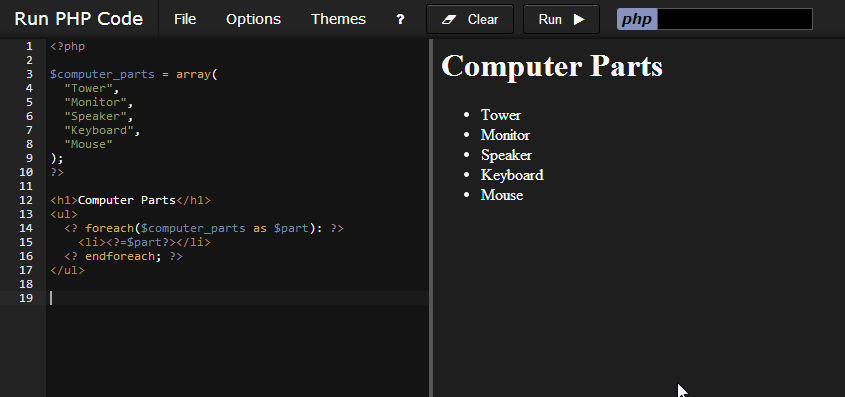 Run PHP Code File Options Themes ? Clear Run php
1 <?php
2
3 $computer_parts = array(
4   "Tower",
5   "Monitor",
6   "Speaker",
7   "Keyboard",
8   "Mouse"
9 );
10 ?>
11
12 <h1>Computer Parts</h1>
13 <ul>
14   <? foreach($computer_parts as $part): ?>
15     <li><?=$part?></li>
16   <? endforeach; ?>
17 </ul>
18
19
Computer Parts
• Tower
• Monitor
• Speaker
• Keyboard
• Mouse